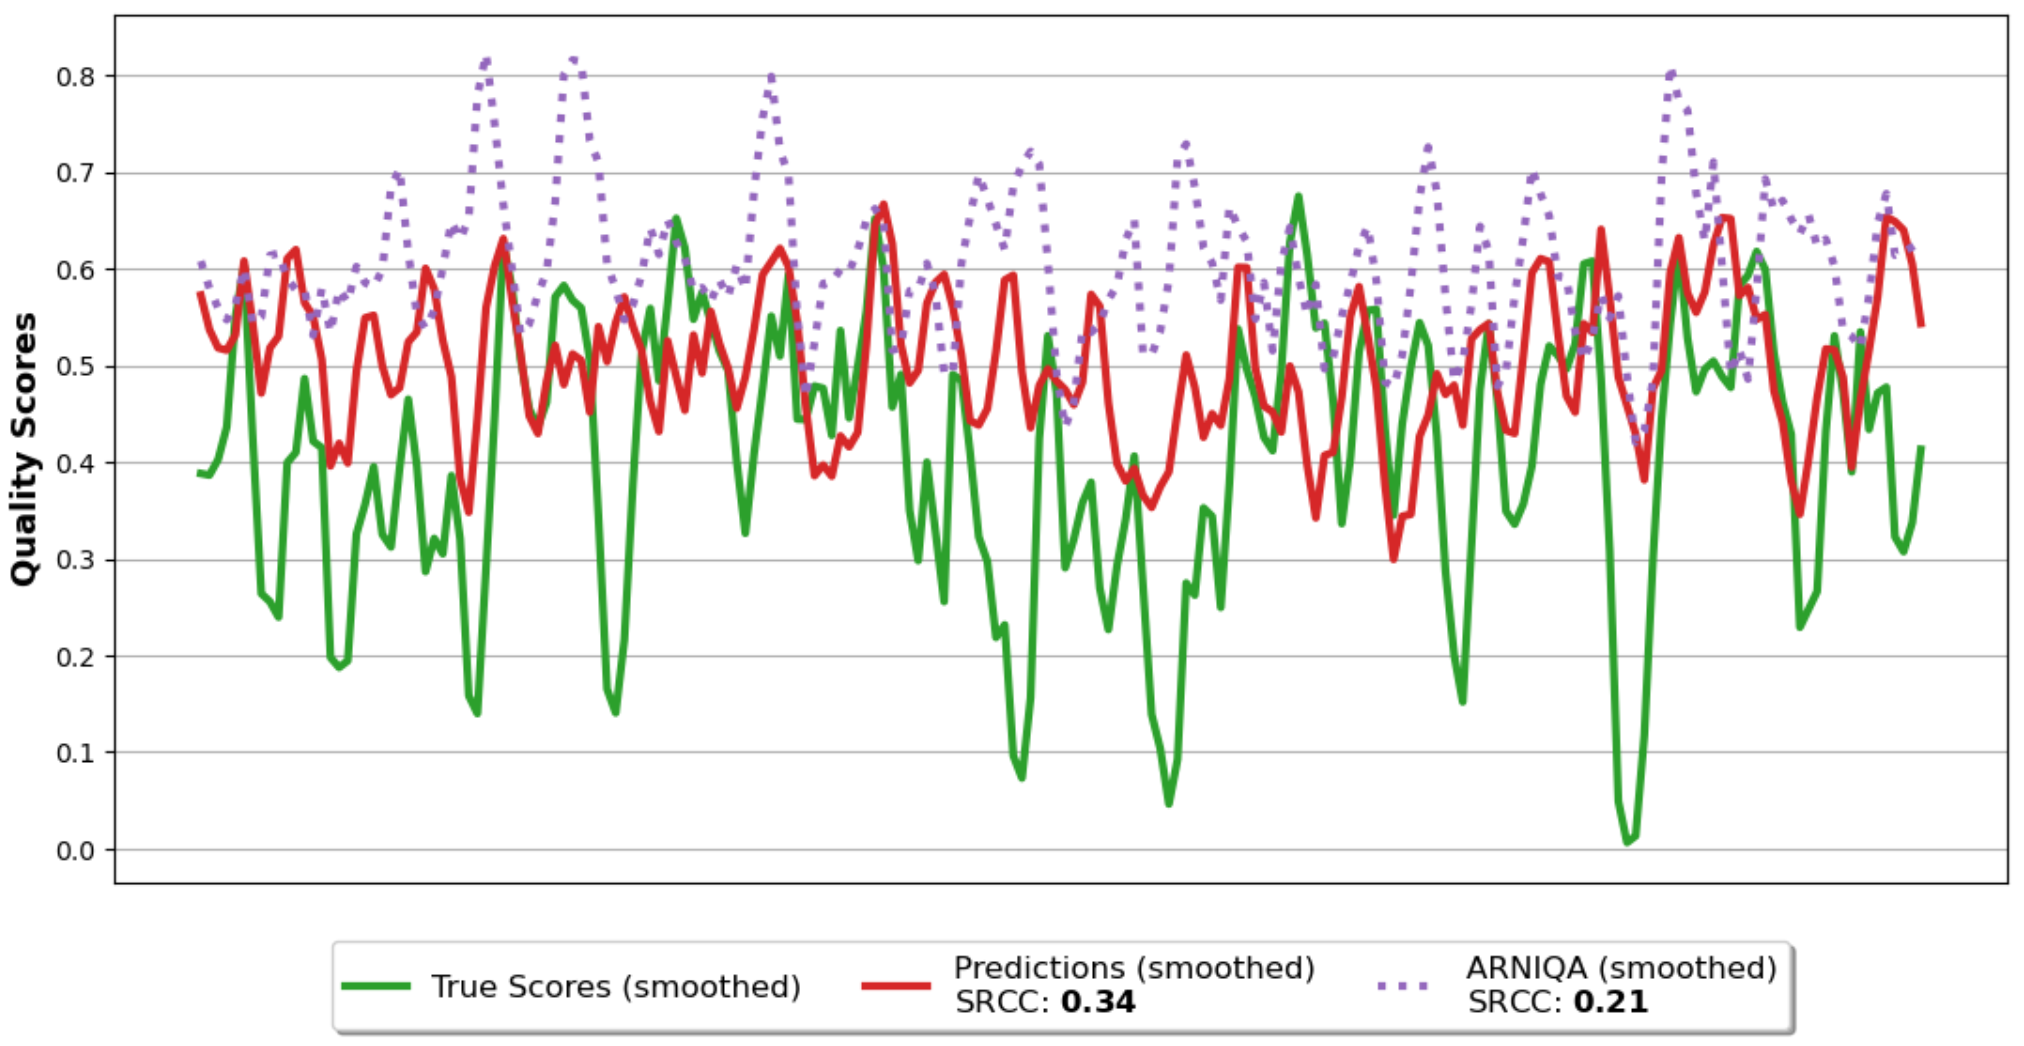 Quality Scores
0.8
0.7
0.6
0.5
0.4
0.3
0.2
0.1
0.0
True Scores (smoothed)
Predictions (smoothed)
SRCC: 0.34
ARNIQA (smoothed)
SRCC: 0.21